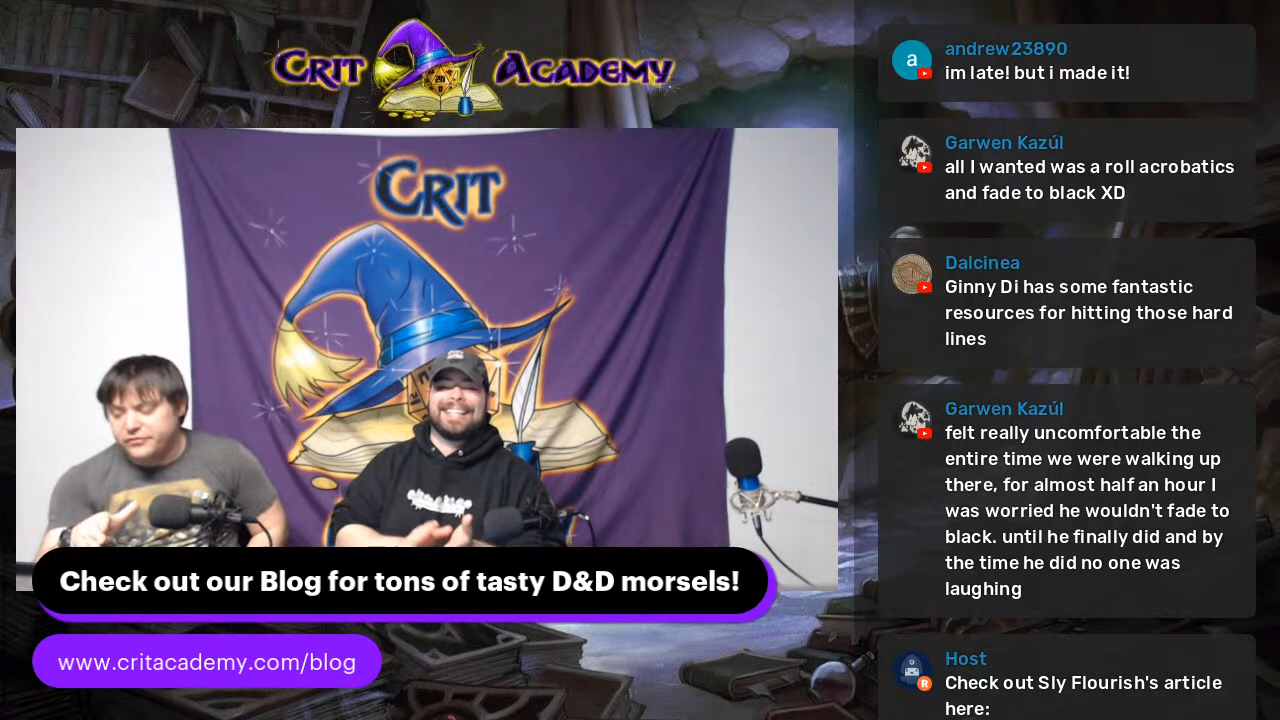 CRIT ACADEMY
CRIT
Check out our Blog for tons of tasty D&D morsels!
www.critacademy.com/blog
andrew23890
im late! but i made it!
Garwen Kazúl
all I wanted was a roll acrobatics
and fade to black XD
Dalcinea
Ginny Di has some fantastic
resources for hitting those hard
lines
Garwen Kazúl
felt really uncomfortable the
entire time we were walking up
there, for almost half an hour I
was worried he wouldn't fade to
black. until he finally did and by
the time he did no one was
laughing
Host
Check out Sly Flourish's article
here: